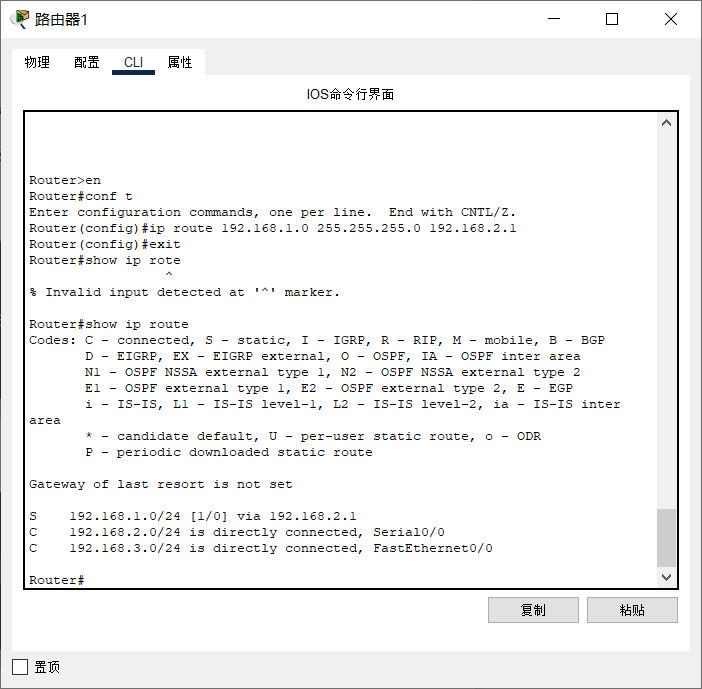 路由器1
物理 配置 CLI 属性
IOS命令行界面
Router>en
Router#conf t
Enter configuration commands, one per line.  End with CNTL/Z.
Router(config)#ip route 192.168.1.0 255.255.255.0 192.168.2.1
Router(config)#exit
Router#show ip rote
^
% Invalid input detected at '^' marker.
Router#show ip route
Codes: C - connected, S - static, I - IGRP, R - RIP, M - mobile, B - BGP
D - EIGRP, EX - EIGRP external, O - OSPF, IA - OSPF inter area
N1 - OSPF NSSA external type 1, N2 - OSPF NSSA external type 2
E1 - OSPF external type 1, E2 - OSPF external type 2, E - EGP
i - IS-IS, L1 - IS-IS level-1, L2 - IS-IS level-2, ia - IS-IS inter
area
* - candidate default, U - per-user static route, o - ODR
P - periodic downloaded static route
Gateway of last resort is not set
S    192.168.1.0/24 [1/0] via 192.168.2.1
C    192.168.2.0/24 is directly connected, Serial0/0
C    192.168.3.0/24 is directly connected, FastEthernet0/0
Router#
复制 粘贴
置顶